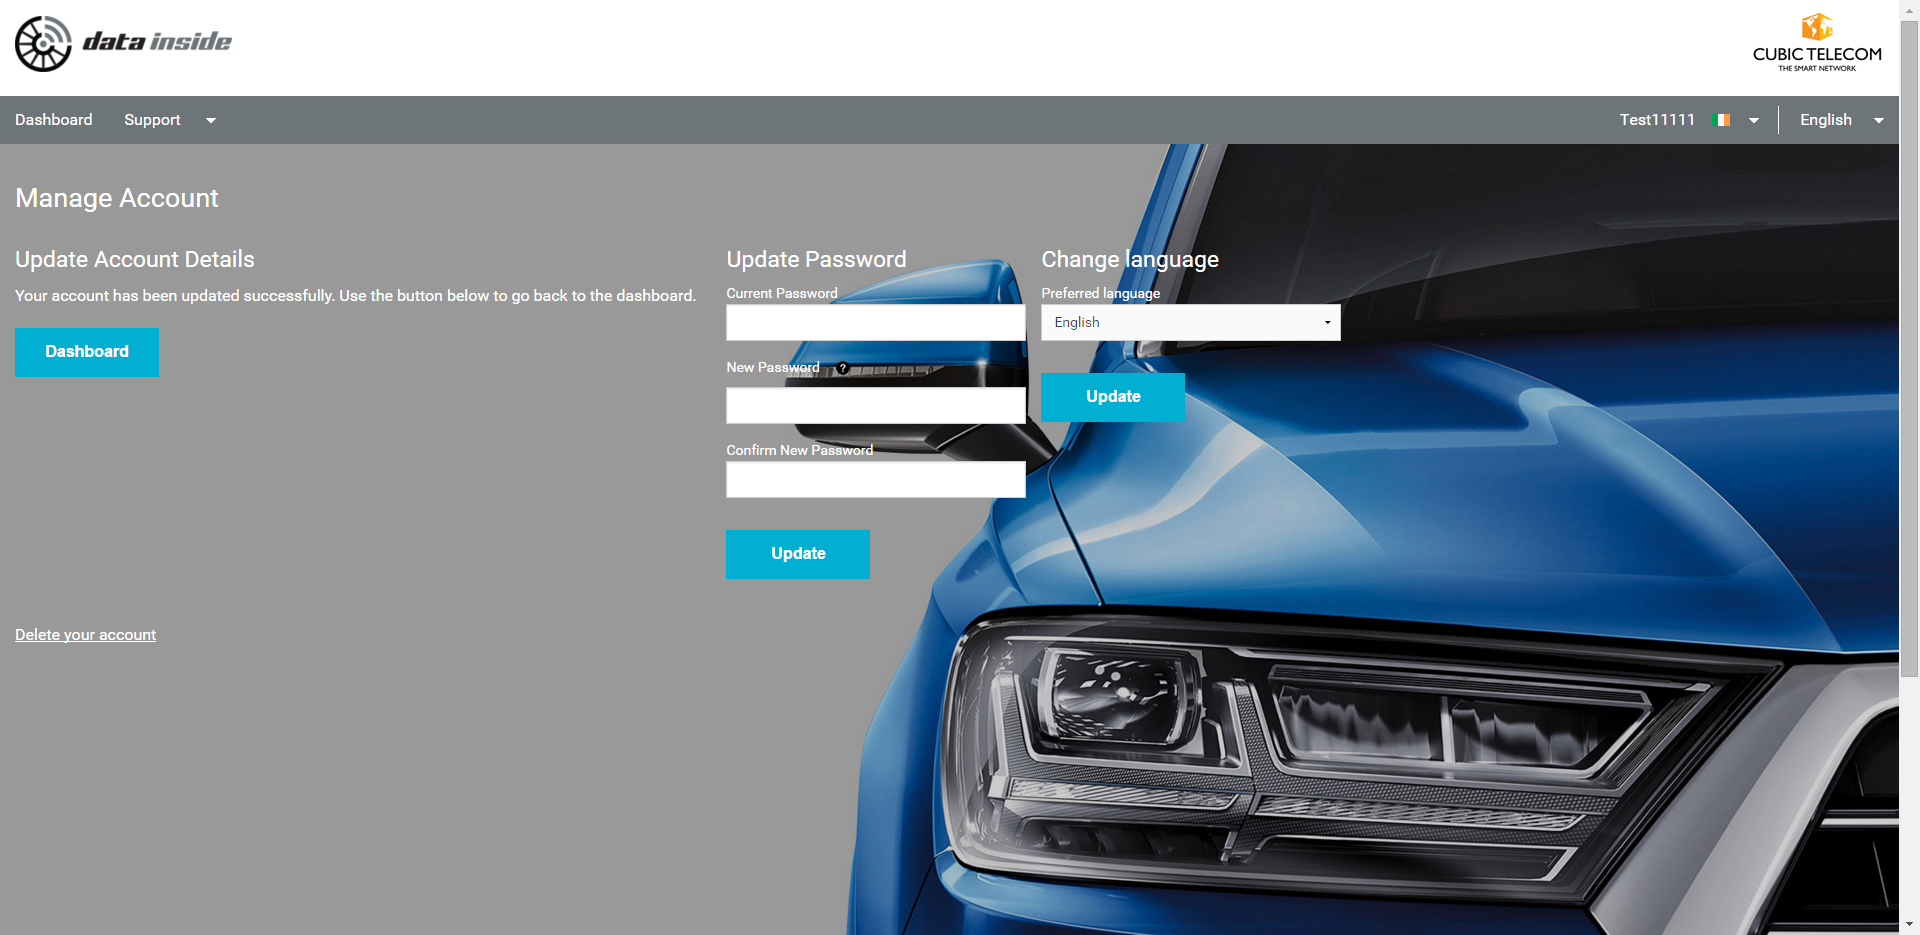 data inside
CUBIC TELECOM
THE SMART NETWORK
Dashboard
Support
Test11111
English
Manage Account
Update Account Details
Your account has been updated successfully. Use the button below to go back to the dashboard.
Dashboard
Update Password
Current Password
New Password ?
Confirm New Password
Update
Change language
Preferred language
English
Update
Delete your account